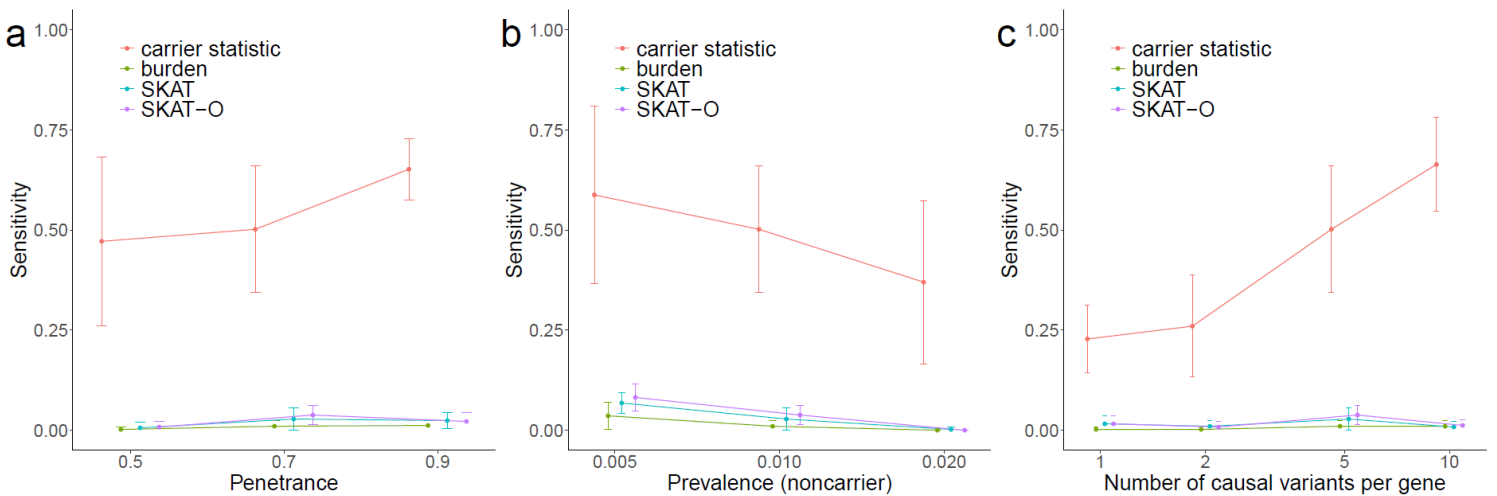 a
1.00
0.75
0.50
0.25
0.00
Sensitivity
carrier statistic
burden
SKAT
SKAT−O
0.5
0.7
0.9
Penetrance
b
1.00
0.75
0.50
0.25
0.00
Sensitivity
carrier statistic
burden
SKAT
SKAT−O
0.005
0.010
0.020
Prevalence (noncarrier)
c
1.00
0.75
0.50
0.25
0.00
Sensitivity
carrier statistic
burden
SKAT
SKAT−O
1
2
5
10
Number of causal variants per gene